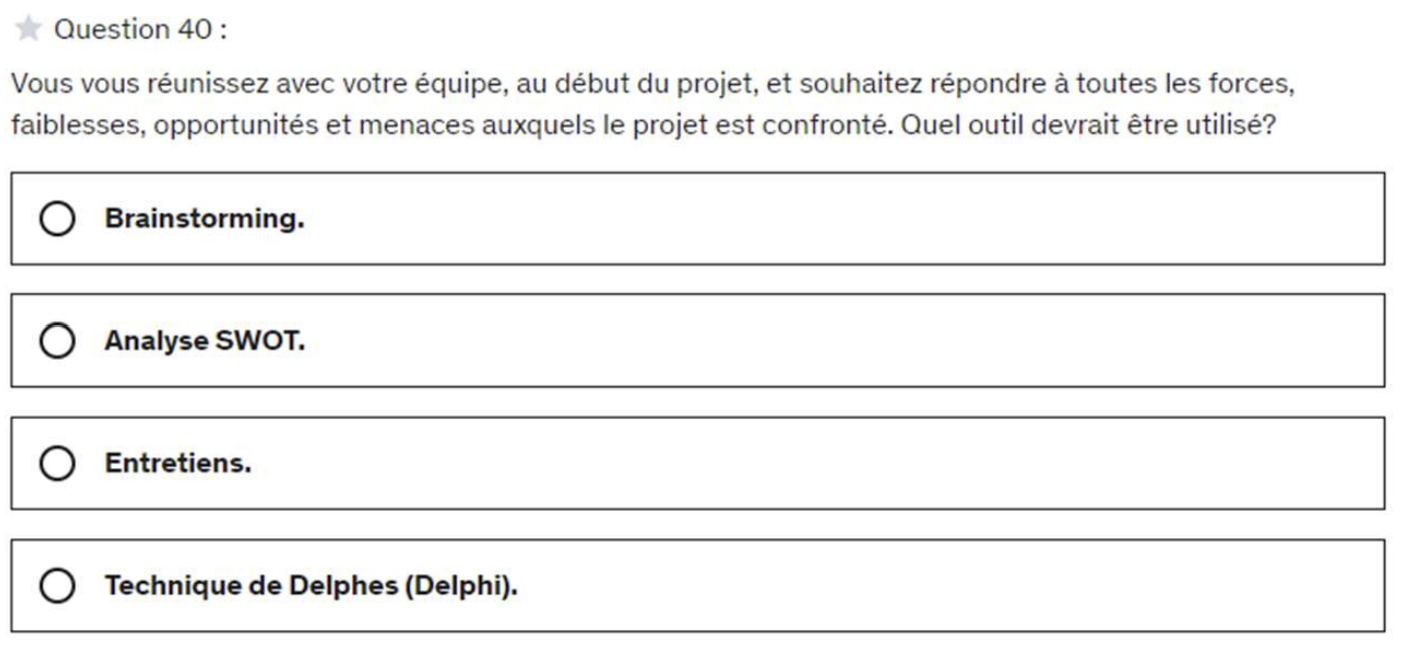 Question 40 :
Vous vous réunissez avec votre équipe, au début du projet, et souhaitez répondre à toutes les forces,
faiblesses, opportunités et menaces auxquels le projet est confronté. Quel outil devrait être utilisé?
Brainstorming.
Analyse SWOT.
Entretiens.
Technique de Delphes (Delphi).